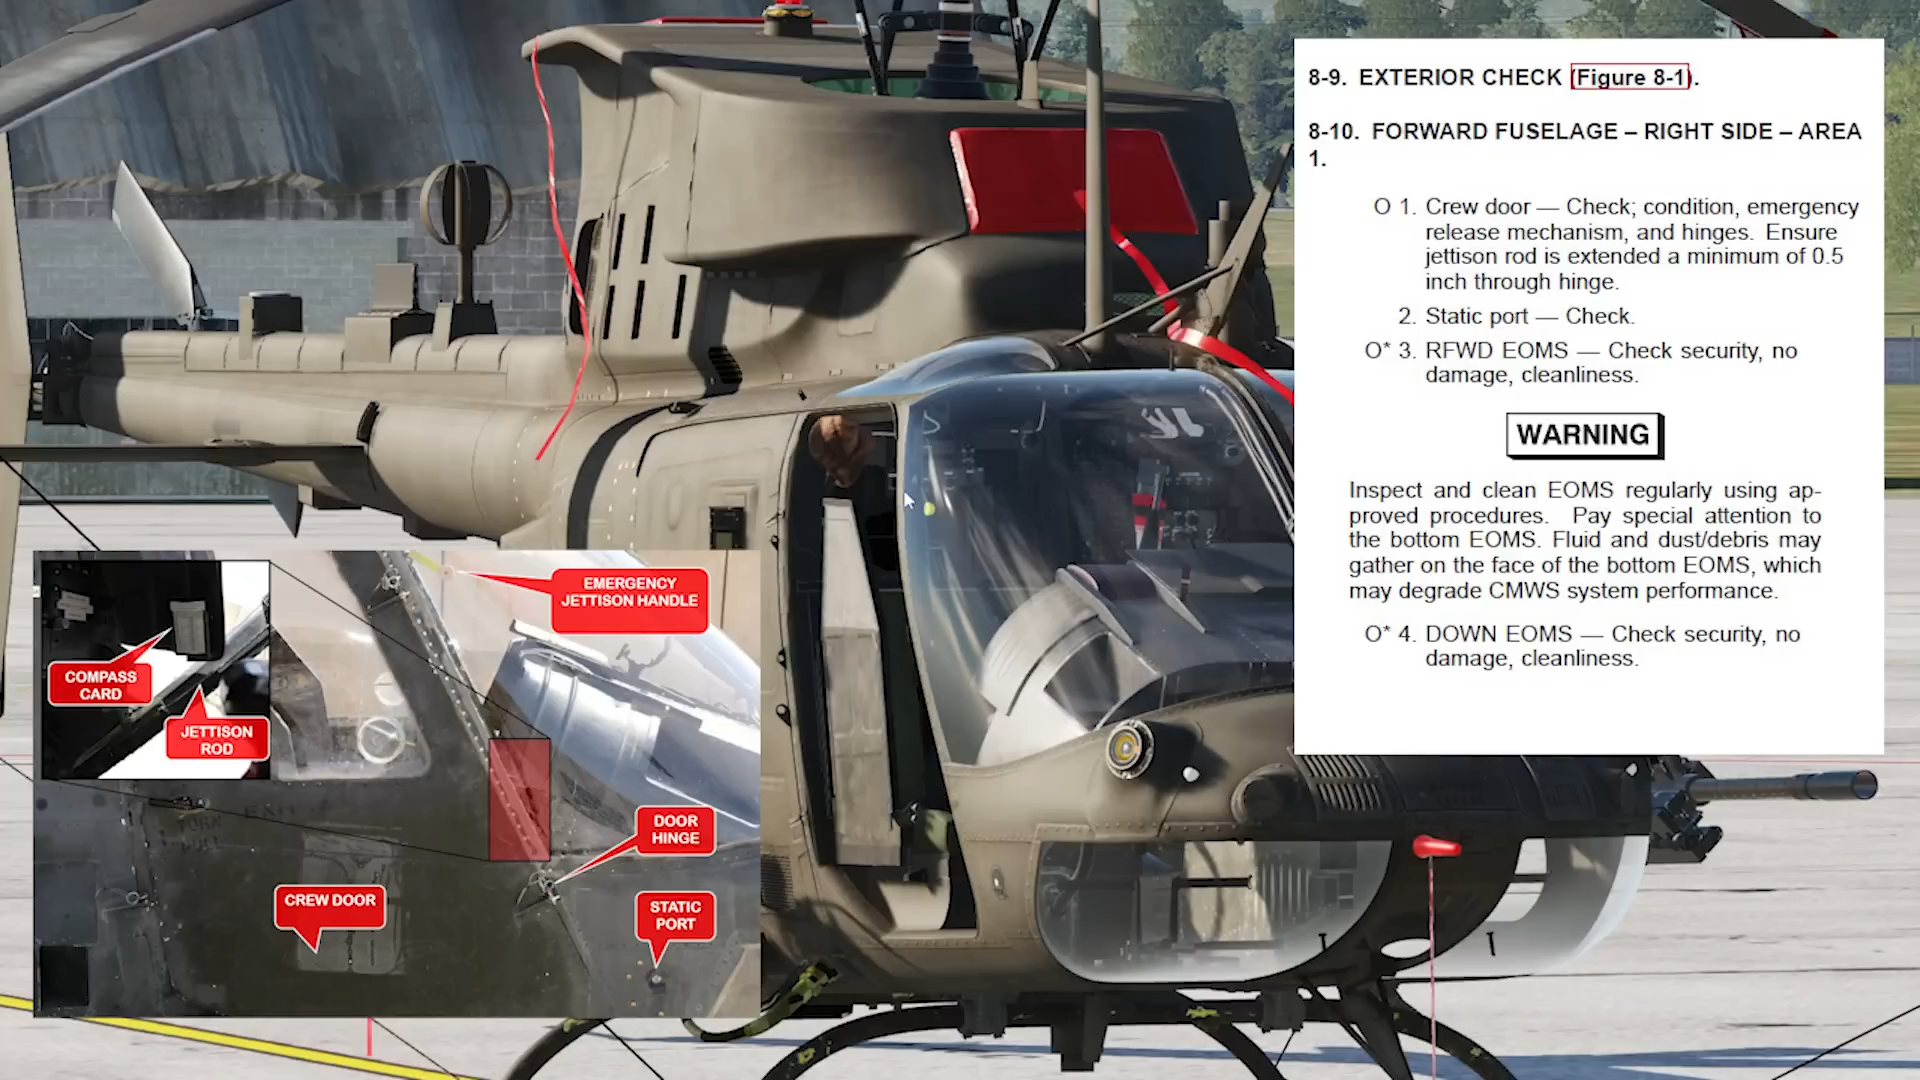 8-9. EXTERIOR CHECK (Figure 8-1).
8-10. FORWARD FUSELAGE – RIGHT SIDE – AREA
1.
O 1. Crew door — Check; condition, emergency
release mechanism, and hinges. Ensure
jettison rod is extended a minimum of 0.5
inch through hinge.
2. Static port — Check.
O* 3. RFWD EOMS — Check security, no
damage, cleanliness.
WARNING
Inspect and clean EOMS regularly using ap-
proved procedures. Pay special attention to
the bottom EOMS. Fluid and dust/debris may
gather on the face of the bottom EOMS, which
may degrade CMWS system performance.
O* 4. DOWN EOMS — Check security, no
damage, cleanliness.
EMERGENCY
JETTISON HANDLE
COMPASS
CARD
JETTISON
ROD
DOOR
HINGE
CREW DOOR
STATIC
PORT
EXIT
TURN